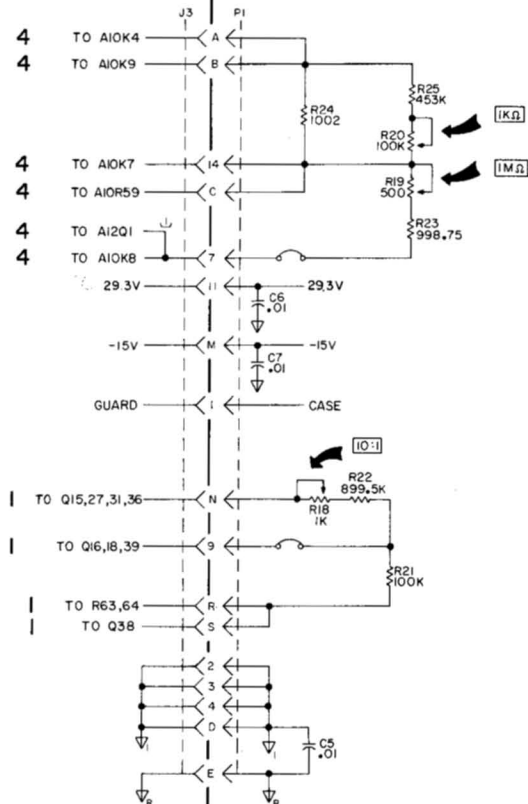 J3 P1
4 TO A10K4 A
4 TO A10K9 B
R25
453K
R24
1002
1KΩ
R20
100K
4 TO A10K7 14
1MΩ
R19
500
4 TO A10R59 C
4 TO A12Q1
R23
998.75
4 TO A10K8 7
29.3V 11 29.3V
C6
.01
-15V M -15V
C7
.01
GUARD 1 CASE
10:1
R22
899.5K
1 TO Q15,27,31,36 N
R18
1K
1 TO Q16,18,39 9
R21
100K
1 TO R63,64 R
1 TO Q38 S
2
3
4
D
1 1
C5
.01
E